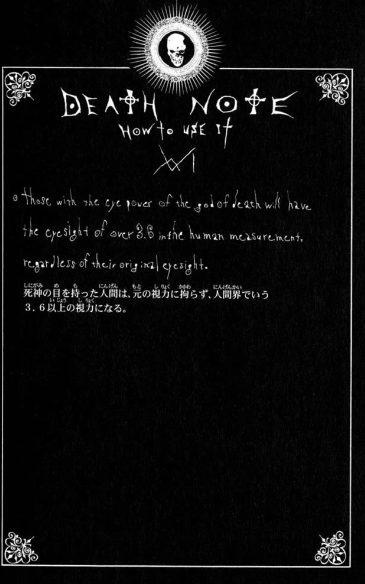 DEATH NOTE
How to USE It
XVI
Those with the eye power of the god of death will have
the eyesight of over 3.6 in the human measurement,
regardless of their original eyesight.
死神の目を持った人間は、元の視力に拘らず、人間界でいう
3.6以上の視力になる。